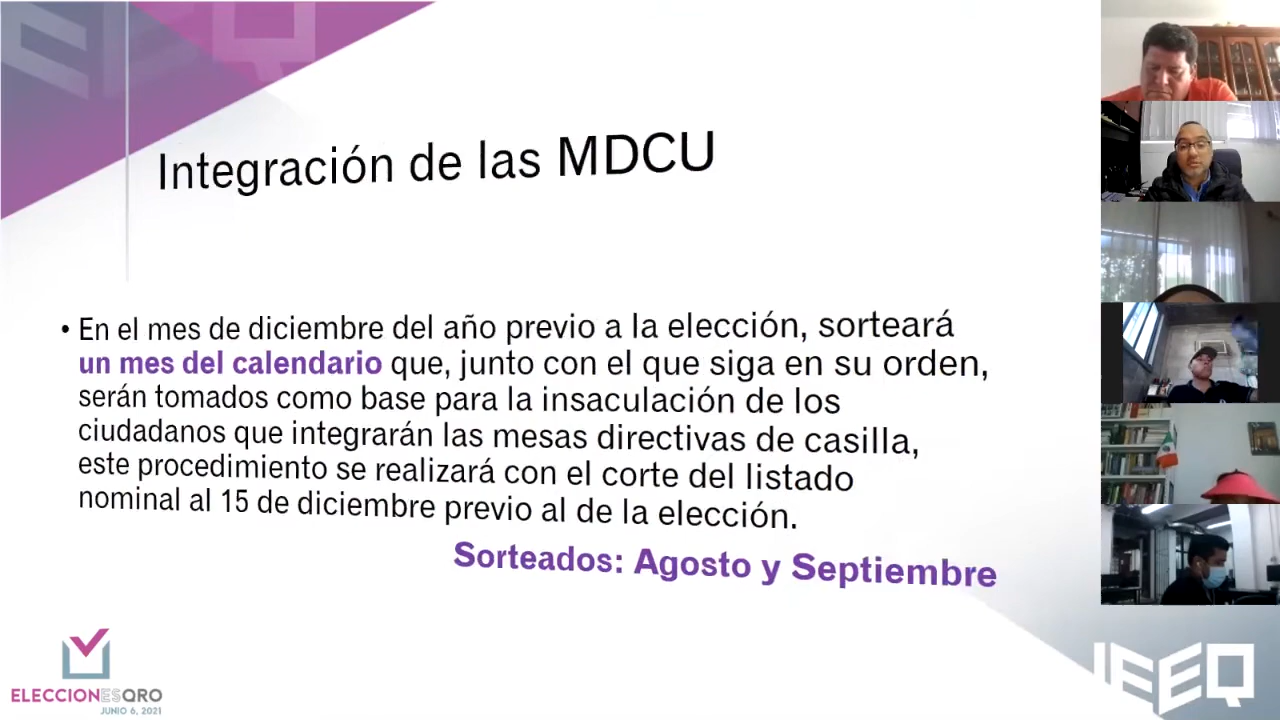 Integración de las MDCU
• En el mes de diciembre del año previo a la elección, sorteará
un mes del calendario que, junto con el que siga en su orden,
serán tomados como base para la insaculación de los
ciudadanos que integrarán las mesas directivas de casilla,
este procedimiento se realizará con el corte del listado
nominal al 15 de diciembre previo al de la elección.
Sorteados: Agosto y Septiembre
ELECCIONESQRO
JUNIO 6, 2021
IEEQ